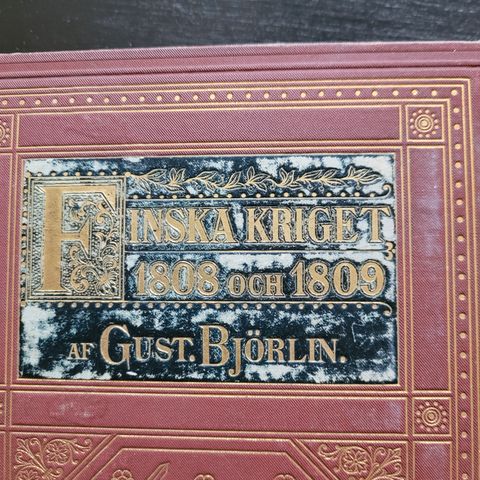 FINSKA KRIGET,
1808 OCH 1809
AF GUST. BJÖRLIN.